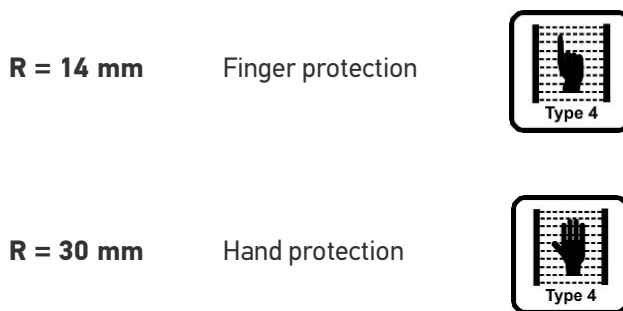 R = 14 mm Finger protection
Type 4
R = 30 mm Hand protection
Type 4